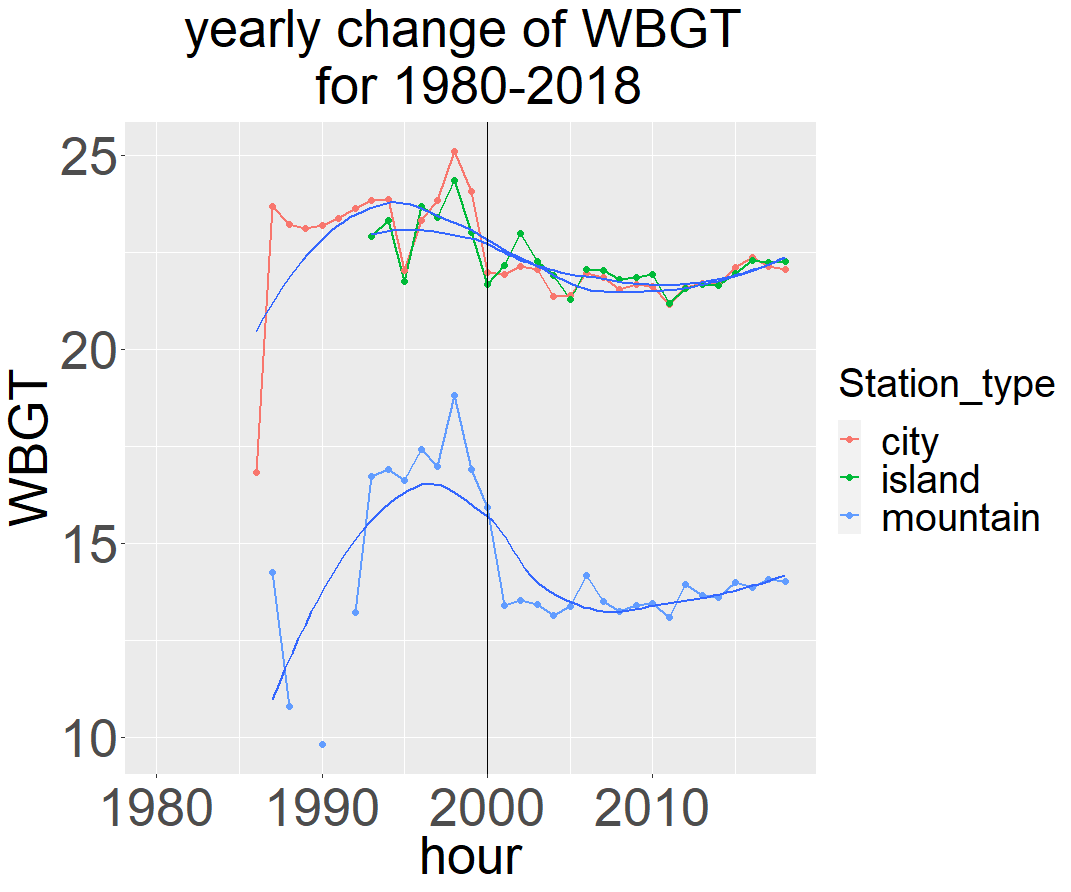 yearly change of WBGT
for 1980-2018
25
20
15
10
WBGT
1980 1990 2000 2010
hour
Station_type
city
island
mountain